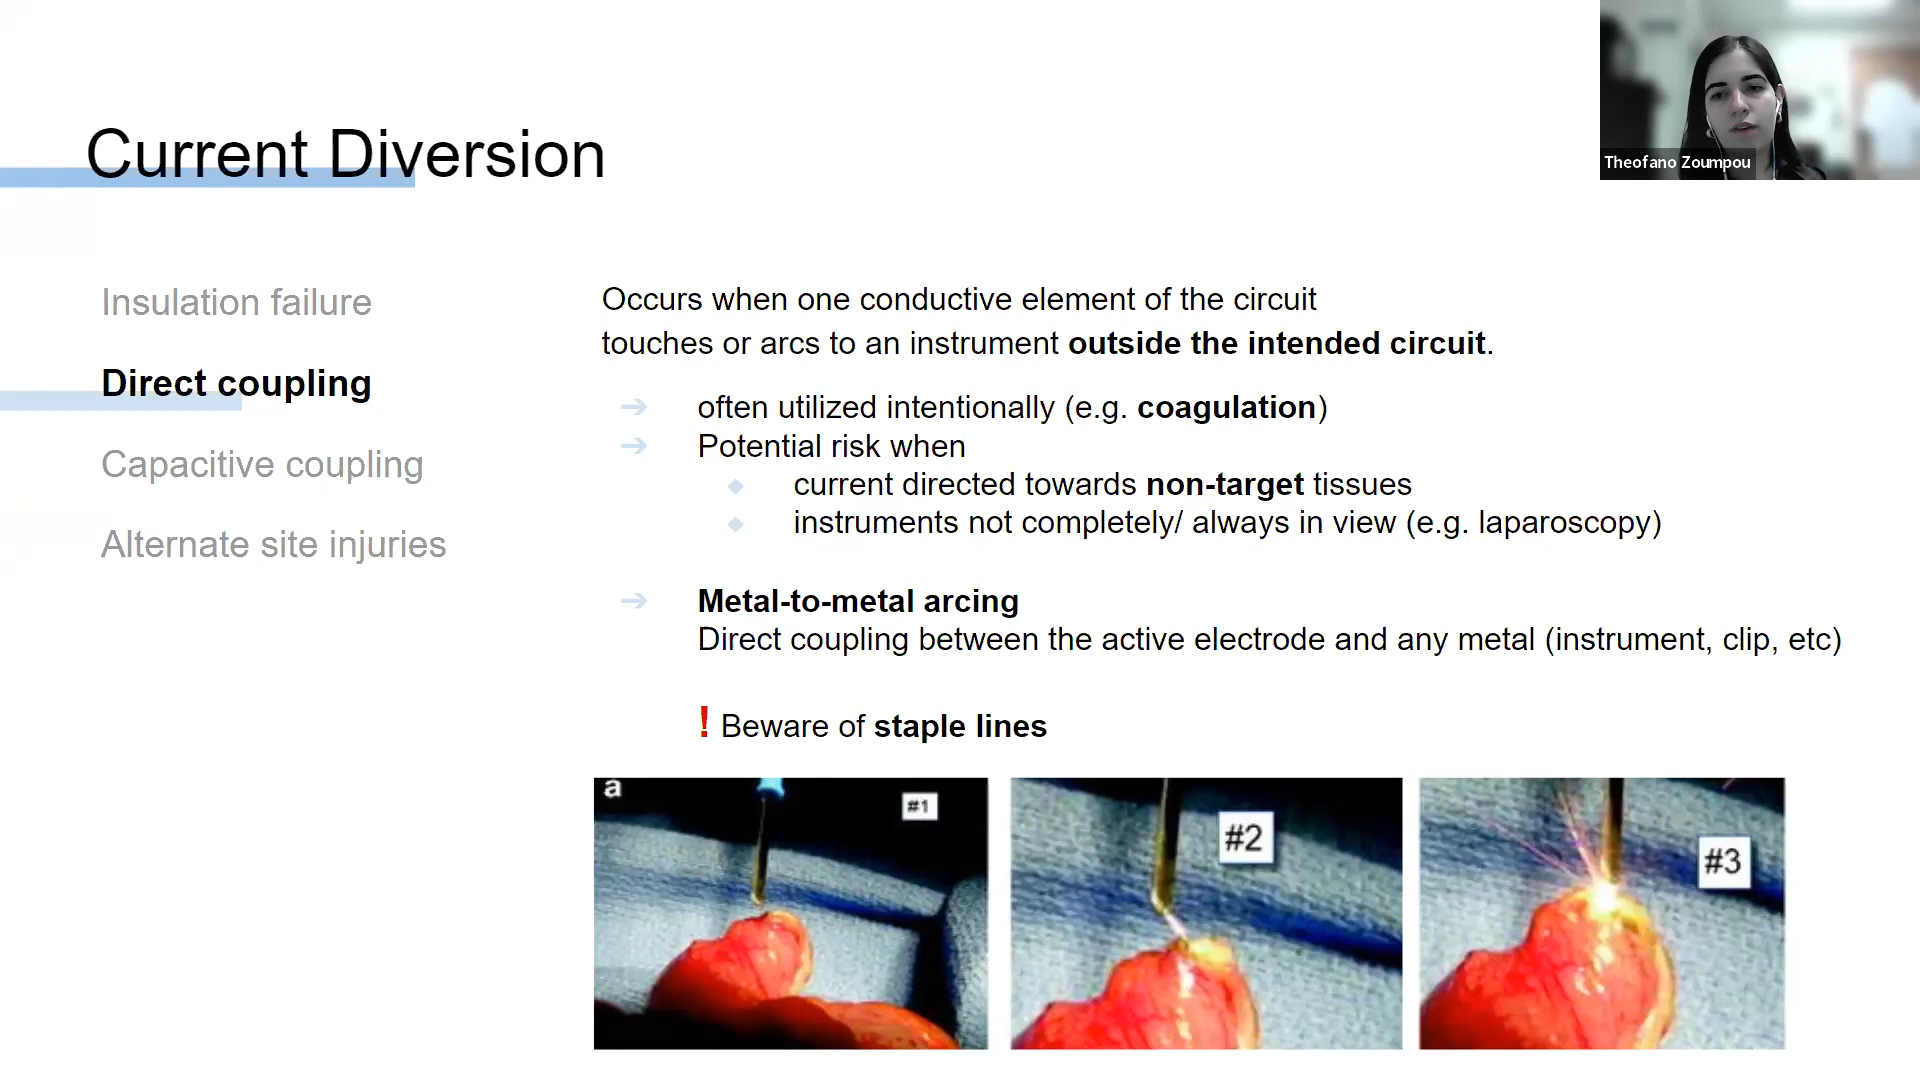 Theofano Zoumpou
Current Diversion
Insulation failure
Direct coupling
Capacitive coupling
Alternate site injuries
Occurs when one conductive element of the circuit
touches or arcs to an instrument outside the intended circuit.
➔ often utilized intentionally (e.g. coagulation)
➔ Potential risk when
◆ current directed towards non-target tissues
◆ instruments not completely/ always in view (e.g. laparoscopy)
➔ Metal-to-metal arcing
Direct coupling between the active electrode and any metal (instrument, clip, etc)
! Beware of staple lines
a
#1
#2
#3